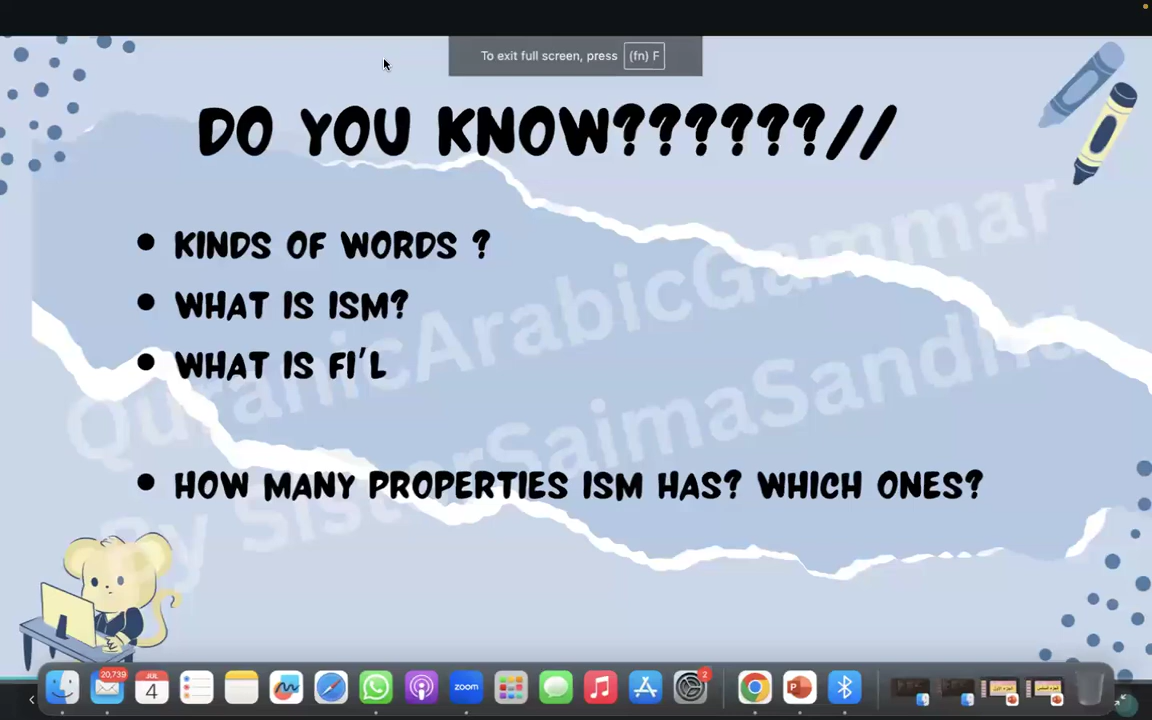 To exit full screen, press (fn) F
DO YOU KNOW??????//
• KINDS OF WORDS ?
• WHAT IS ISM?
• WHAT IS FI'L
• HOW MANY PROPERTIES ISM HAS? WHICH ONES?
QuranicArabicGammar
By SisterSaimaSandhu
20,739
JUL
4
zoom
2